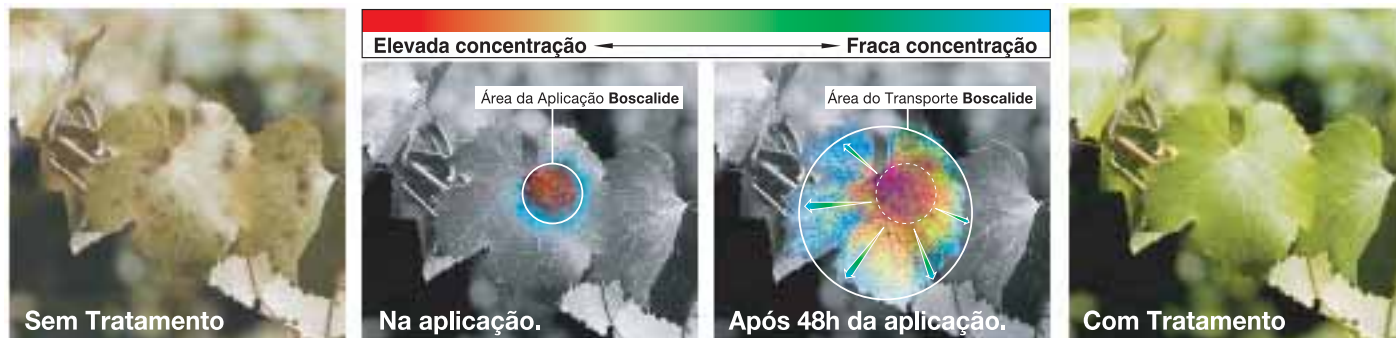 Elevada concentração
Fraca concentração
Área da Aplicação Boscalide
Área do Transporte Boscalide
Sem Tratamento
Na aplicação.
Após 48h da aplicação.
Com Tratamento